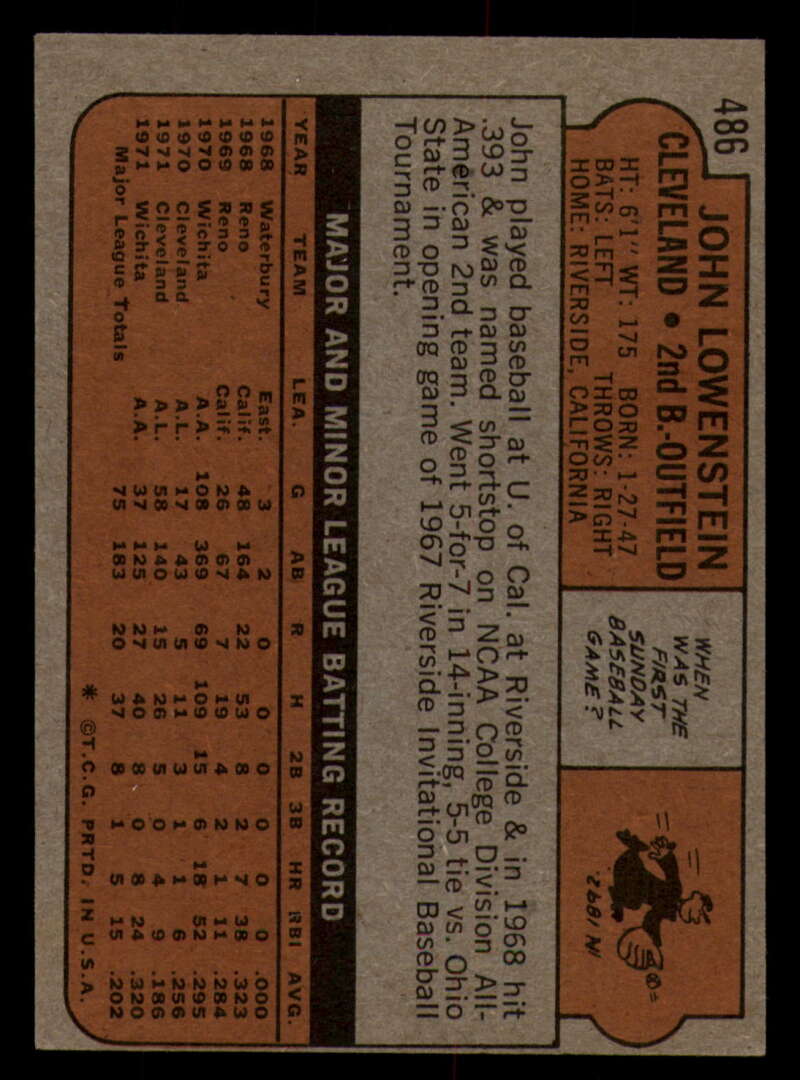 486
JOHN LOWENSTEIN
CLEVELAND • 2nd B.-OUTFIELD
HT: 6'1" WT: 175 BORN: 1-27-47
BATS: LEFT THROWS: RIGHT
HOME: RIVERSIDE, CALIFORNIA
WHEN
WAS THE
FIRST
SUNDAY
BASEBALL
GAME?
IN 1892.
John played baseball at U. of Cal. at Riverside & in 1968 hit
.393 & was named shortstop on NCAA College Division All-
American 2nd team. Went 5-for-7 in 14-inning, 5-5 tie vs. Ohio
State in opening game of 1967 Riverside Invitational Baseball
Tournament.
MAJOR AND MINOR LEAGUE BATTING RECORD
YEAR TEAM LEA. G AB R H 2B 3B HR RBI AVG.
1968 Waterbury East. 3 2 0 0 0 0 0 0 .000
1968 Reno Calif. 48 164 22 53 8 2 7 38 .323
1969 Reno Calif. 26 67 7 19 4 2 1 11 .284
1970 Wichita A.A. 108 369 69 109 15 6 18 52 .295
1970 Cleveland A.L. 17 43 5 11 3 1 1 6 .256
1971 Cleveland A.L. 58 140 15 26 5 0 4 9 .186
1971 Wichita A.A. 37 125 27 40 8 0 8 24 .320
Major League Totals 75 183 20 37 8 1 5 15 .202
* ©T.C.G. PRTD. IN U.S.A.